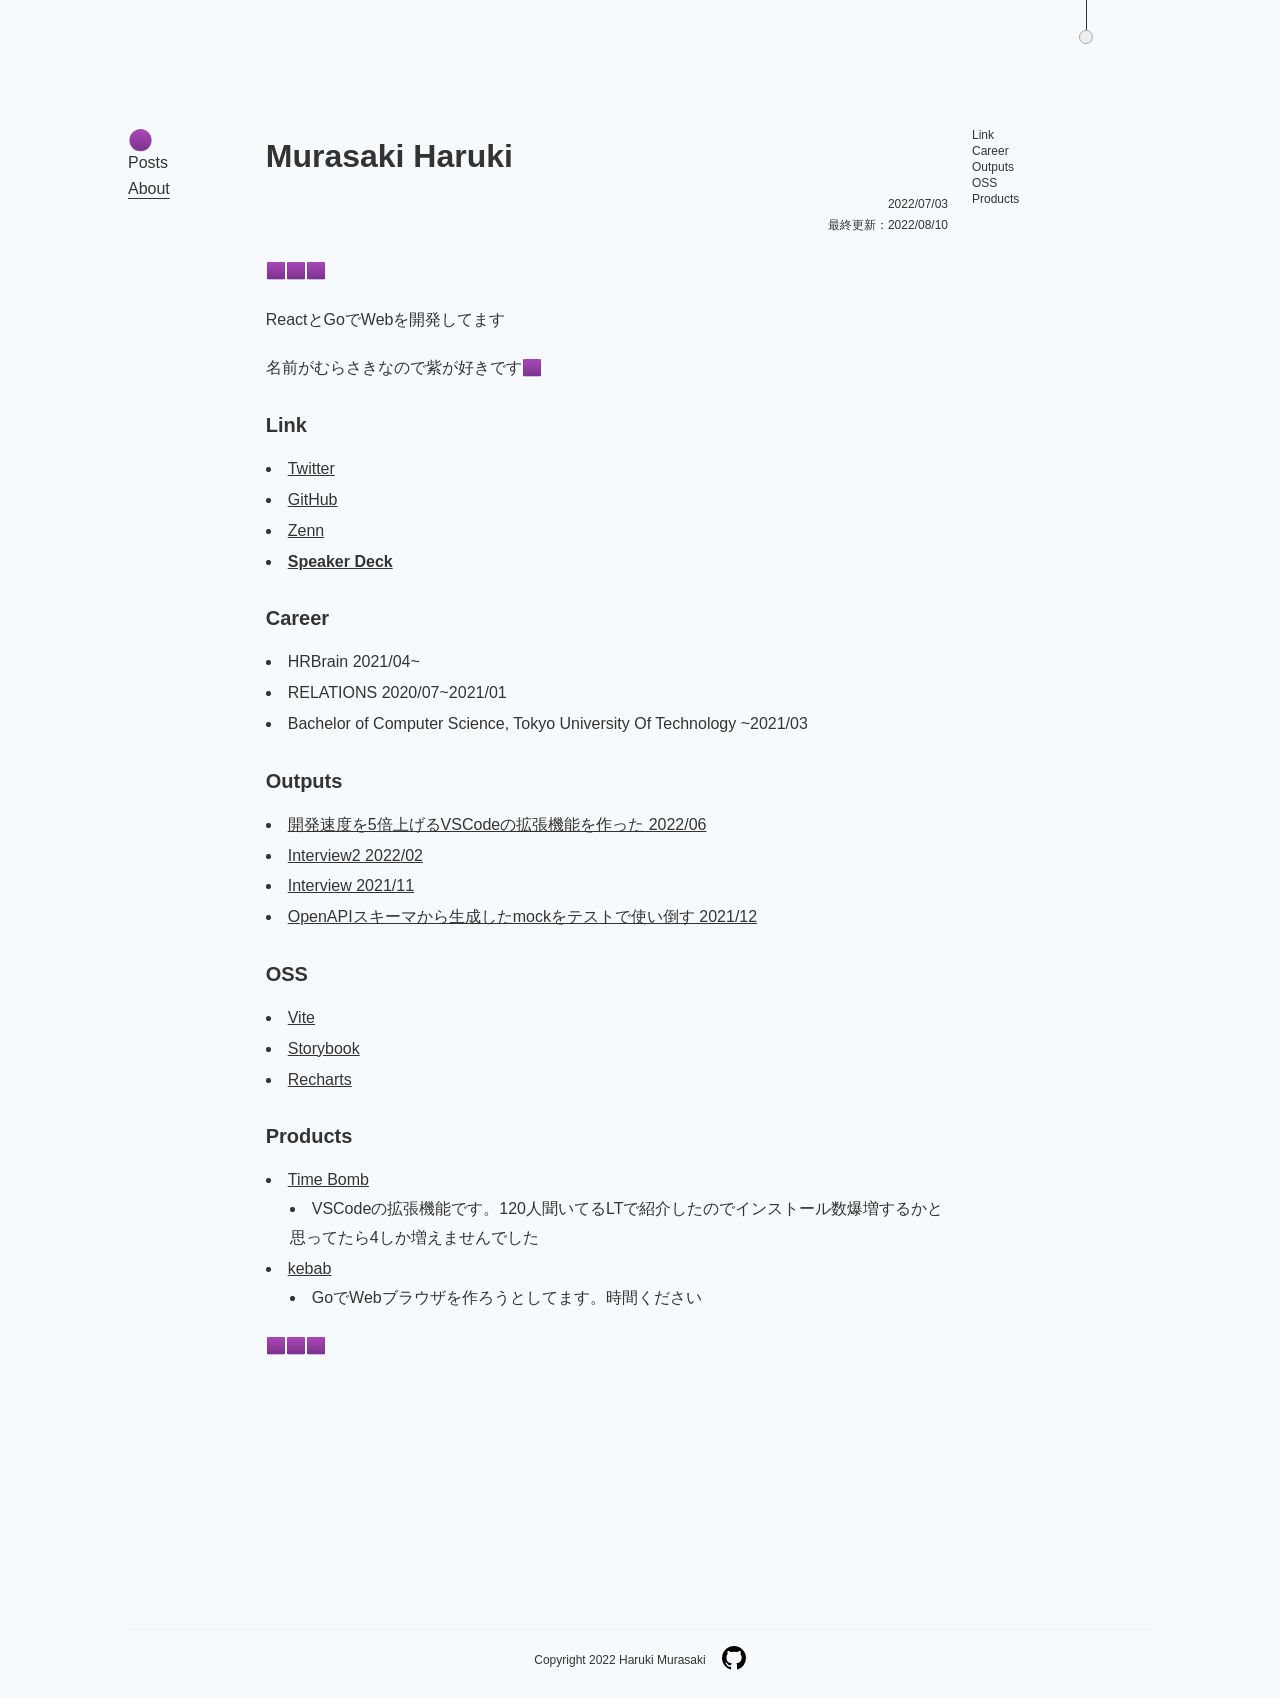 Posts
About
Murasaki Haruki
2022/07/03
最終更新：2022/08/10
Link
Career
Outputs
OSS
Products
🟪🟪🟪
ReactとGoでWebを開発してます
名前がむらさきなので紫が好きです🟪
Link
Twitter
GitHub
Zenn
Speaker Deck
Career
HRBrain 2021/04~
RELATIONS 2020/07~2021/01
Bachelor of Computer Science, Tokyo University Of Technology ~2021/03
Outputs
開発速度を5倍上げるVSCodeの拡張機能を作った 2022/06
Interview2 2022/02
Interview 2021/11
OpenAPIスキーマから生成したmockをテストで使い倒す 2021/12
OSS
Vite
Storybook
Recharts
Products
Time Bomb
VSCodeの拡張機能です。120人聞いてるLTで紹介したのでインストール数爆増するかと
思ってたら4しか増えませんでした
kebab
GoでWebブラウザを作ろうとしてます。時間ください
🟪🟪🟪
Copyright 2022 Haruki Murasaki